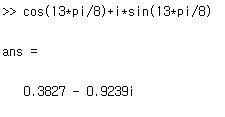 >> cos(13*pi/8)+i*sin(13*pi/8)
ans =
0.3827 - 0.9239i